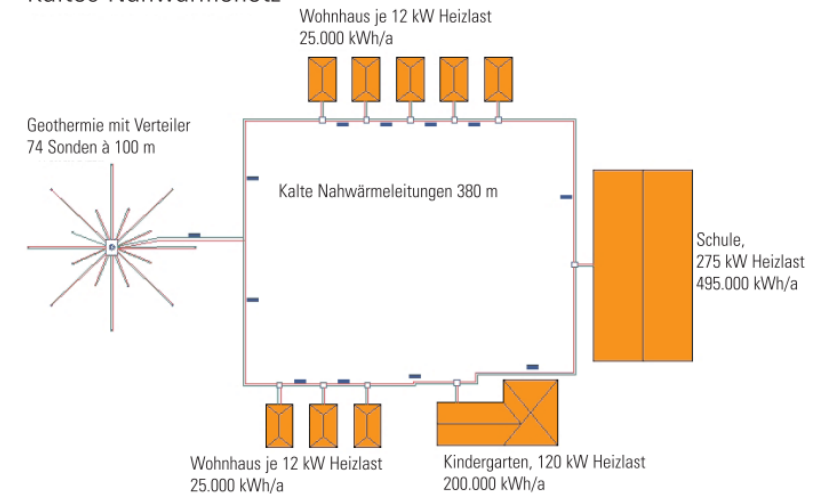 Kaltes Nahwärmenetz
Wohnhaus je 12 kW Heizlast
25.000 kWh/a
Geothermie mit Verteiler
74 Sonden à 100 m
Kalte Nahwärmeleitungen 380 m
Schule,
275 kW Heizlast
495.000 kWh/a
Wohnhaus je 12 kW Heizlast
25.000 kWh/a
Kindergarten, 120 kW Heizlast
200.000 kWh/a